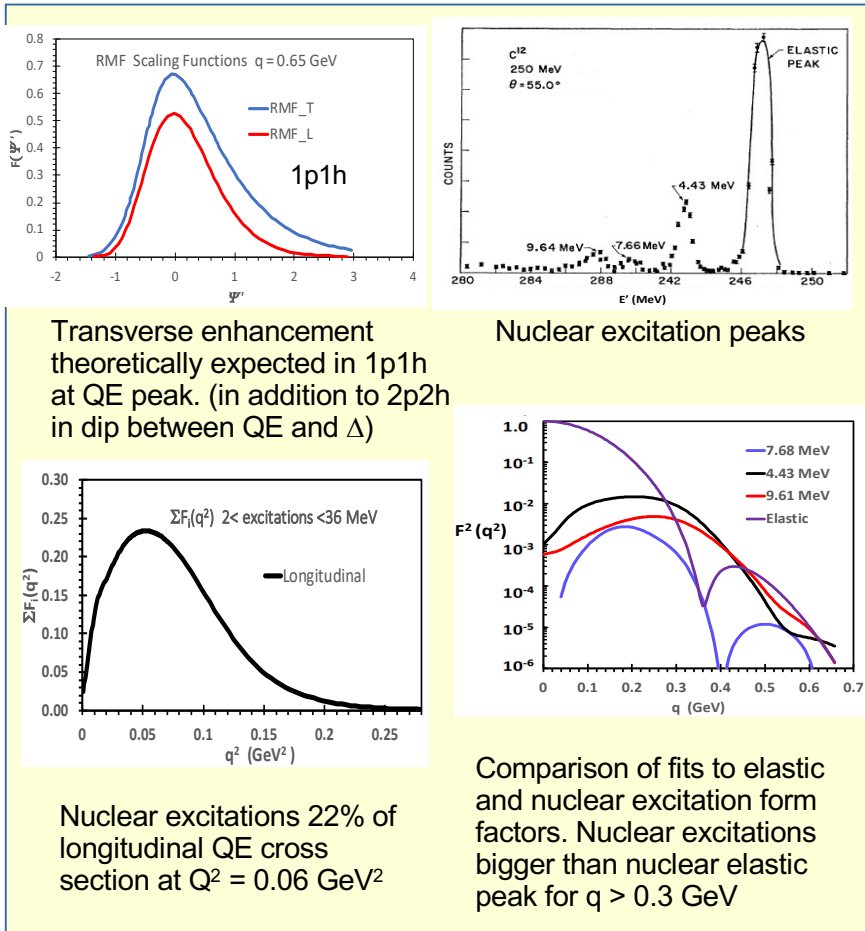 RMF Scaling Functions q = 0.65 GeV
RMF_T
RMF_L
1p1h
F(Ψ')
0.8
0.7
0.6
0.5
0.4
0.3
0.2
0.1
0
-2
-1
0
1
2
3
4
Ψ'
C¹²
250 MeV
θ = 55.0°
ELASTIC
PEAK
COUNTS
4.43 MeV
9.64 MeV
7.66 MeV
280
284
288
242
246
250
E' (MeV)
Transverse enhancement
theoretically expected in 1p1h
at QE peak. (in addition to 2p2h
in dip between QE and Δ)
Nuclear excitation peaks
ΣFᵢ(q²) 2< excitations <36 MeV
Longitudinal
ΣFᵢ(q²)
0.30
0.25
0.20
0.15
0.10
0.05
0.00
0
0.05
0.1
0.15
0.2
0.25
q² (GeV²)
7.68 MeV
4.43 MeV
9.61 MeV
Elastic
F² (q²)
1.0
10⁻¹
10⁻²
10⁻³
10⁻⁴
10⁻⁵
10⁻⁶
0
0.1
0.2
0.3
0.4
0.5
0.6
0.7
q (GeV)
Nuclear excitations 22% of
longitudinal QE cross
section at Q² = 0.06 GeV²
Comparison of fits to elastic
and nuclear excitation form
factors. Nuclear excitations
bigger than nuclear elastic
peak for q > 0.3 GeV